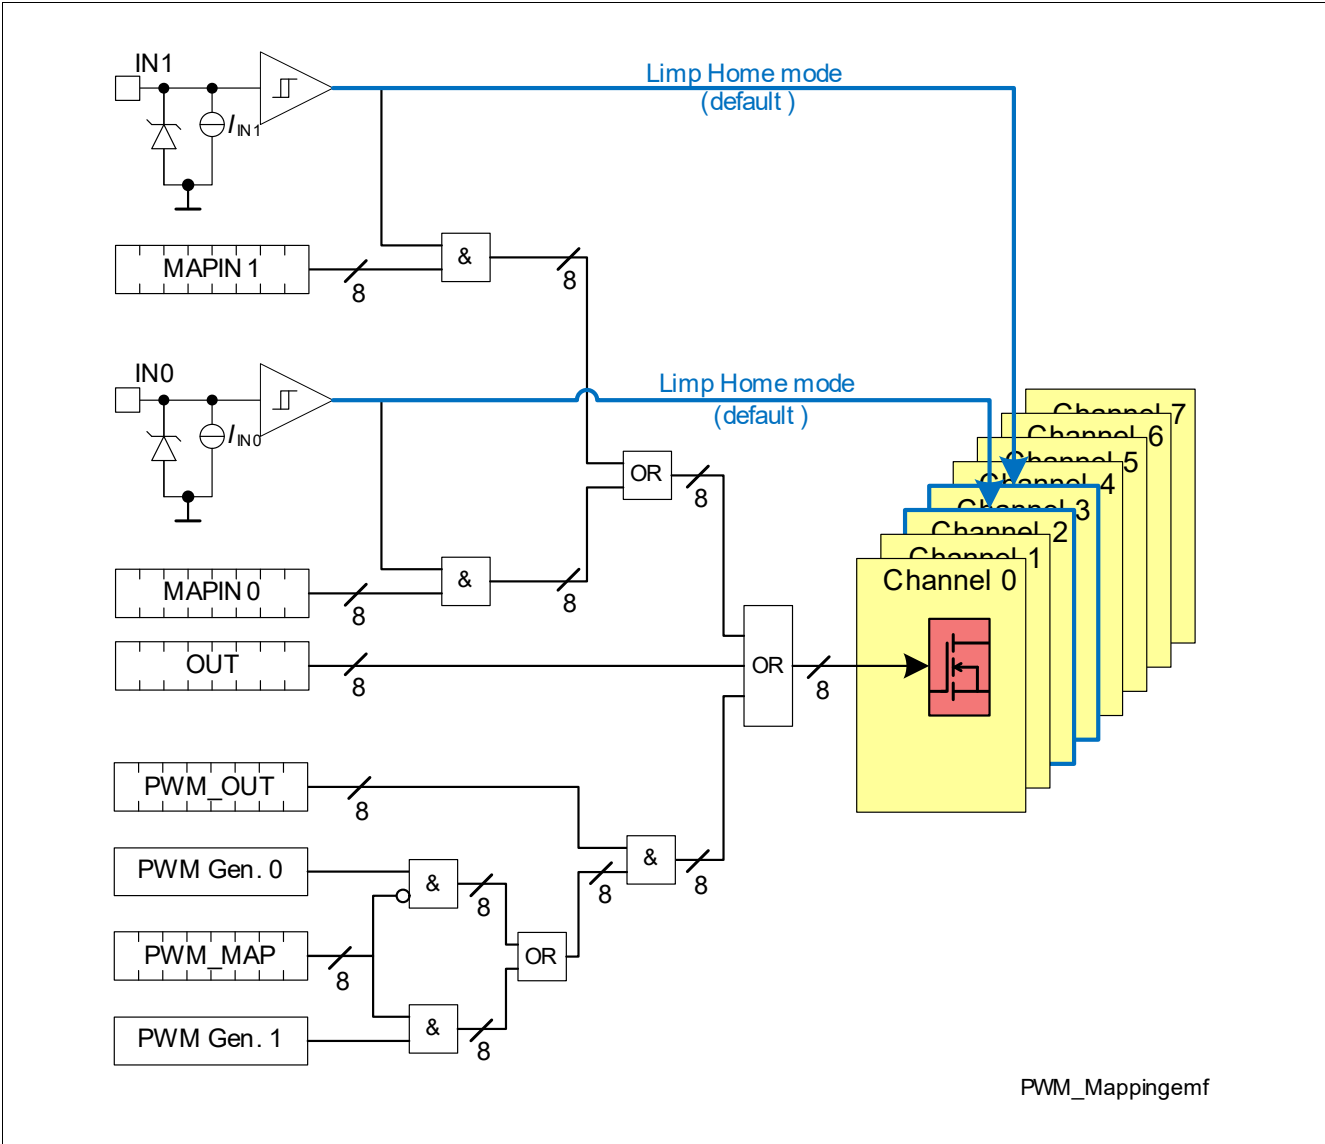 IN1
Limp Home mode
(default )
IIN1
MAPIN 1
&
8
8
IN0
Limp Home mode
(default )
IIN0
Channel 7
Channel 6
Channel 5
Channel 4
Channel 3
Channel 2
Channel 1
Channel 0
OR
8
MAPIN 0
&
8
8
OUT
8
OR
8
PWM_OUT
8
&
8
8
PWM Gen. 0
&
8
PWM_MAP
8
OR
PWM Gen. 1
&
8
PWM_Mappingemf